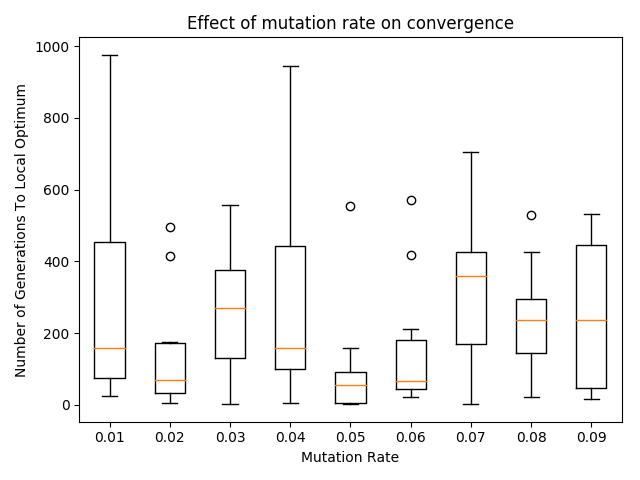 Effect of mutation rate on convergence
Number of Generations To Local Optimum
1000
800
600
400
200
0
0.01 0.02 0.03 0.04 0.05 0.06 0.07 0.08 0.09
Mutation Rate